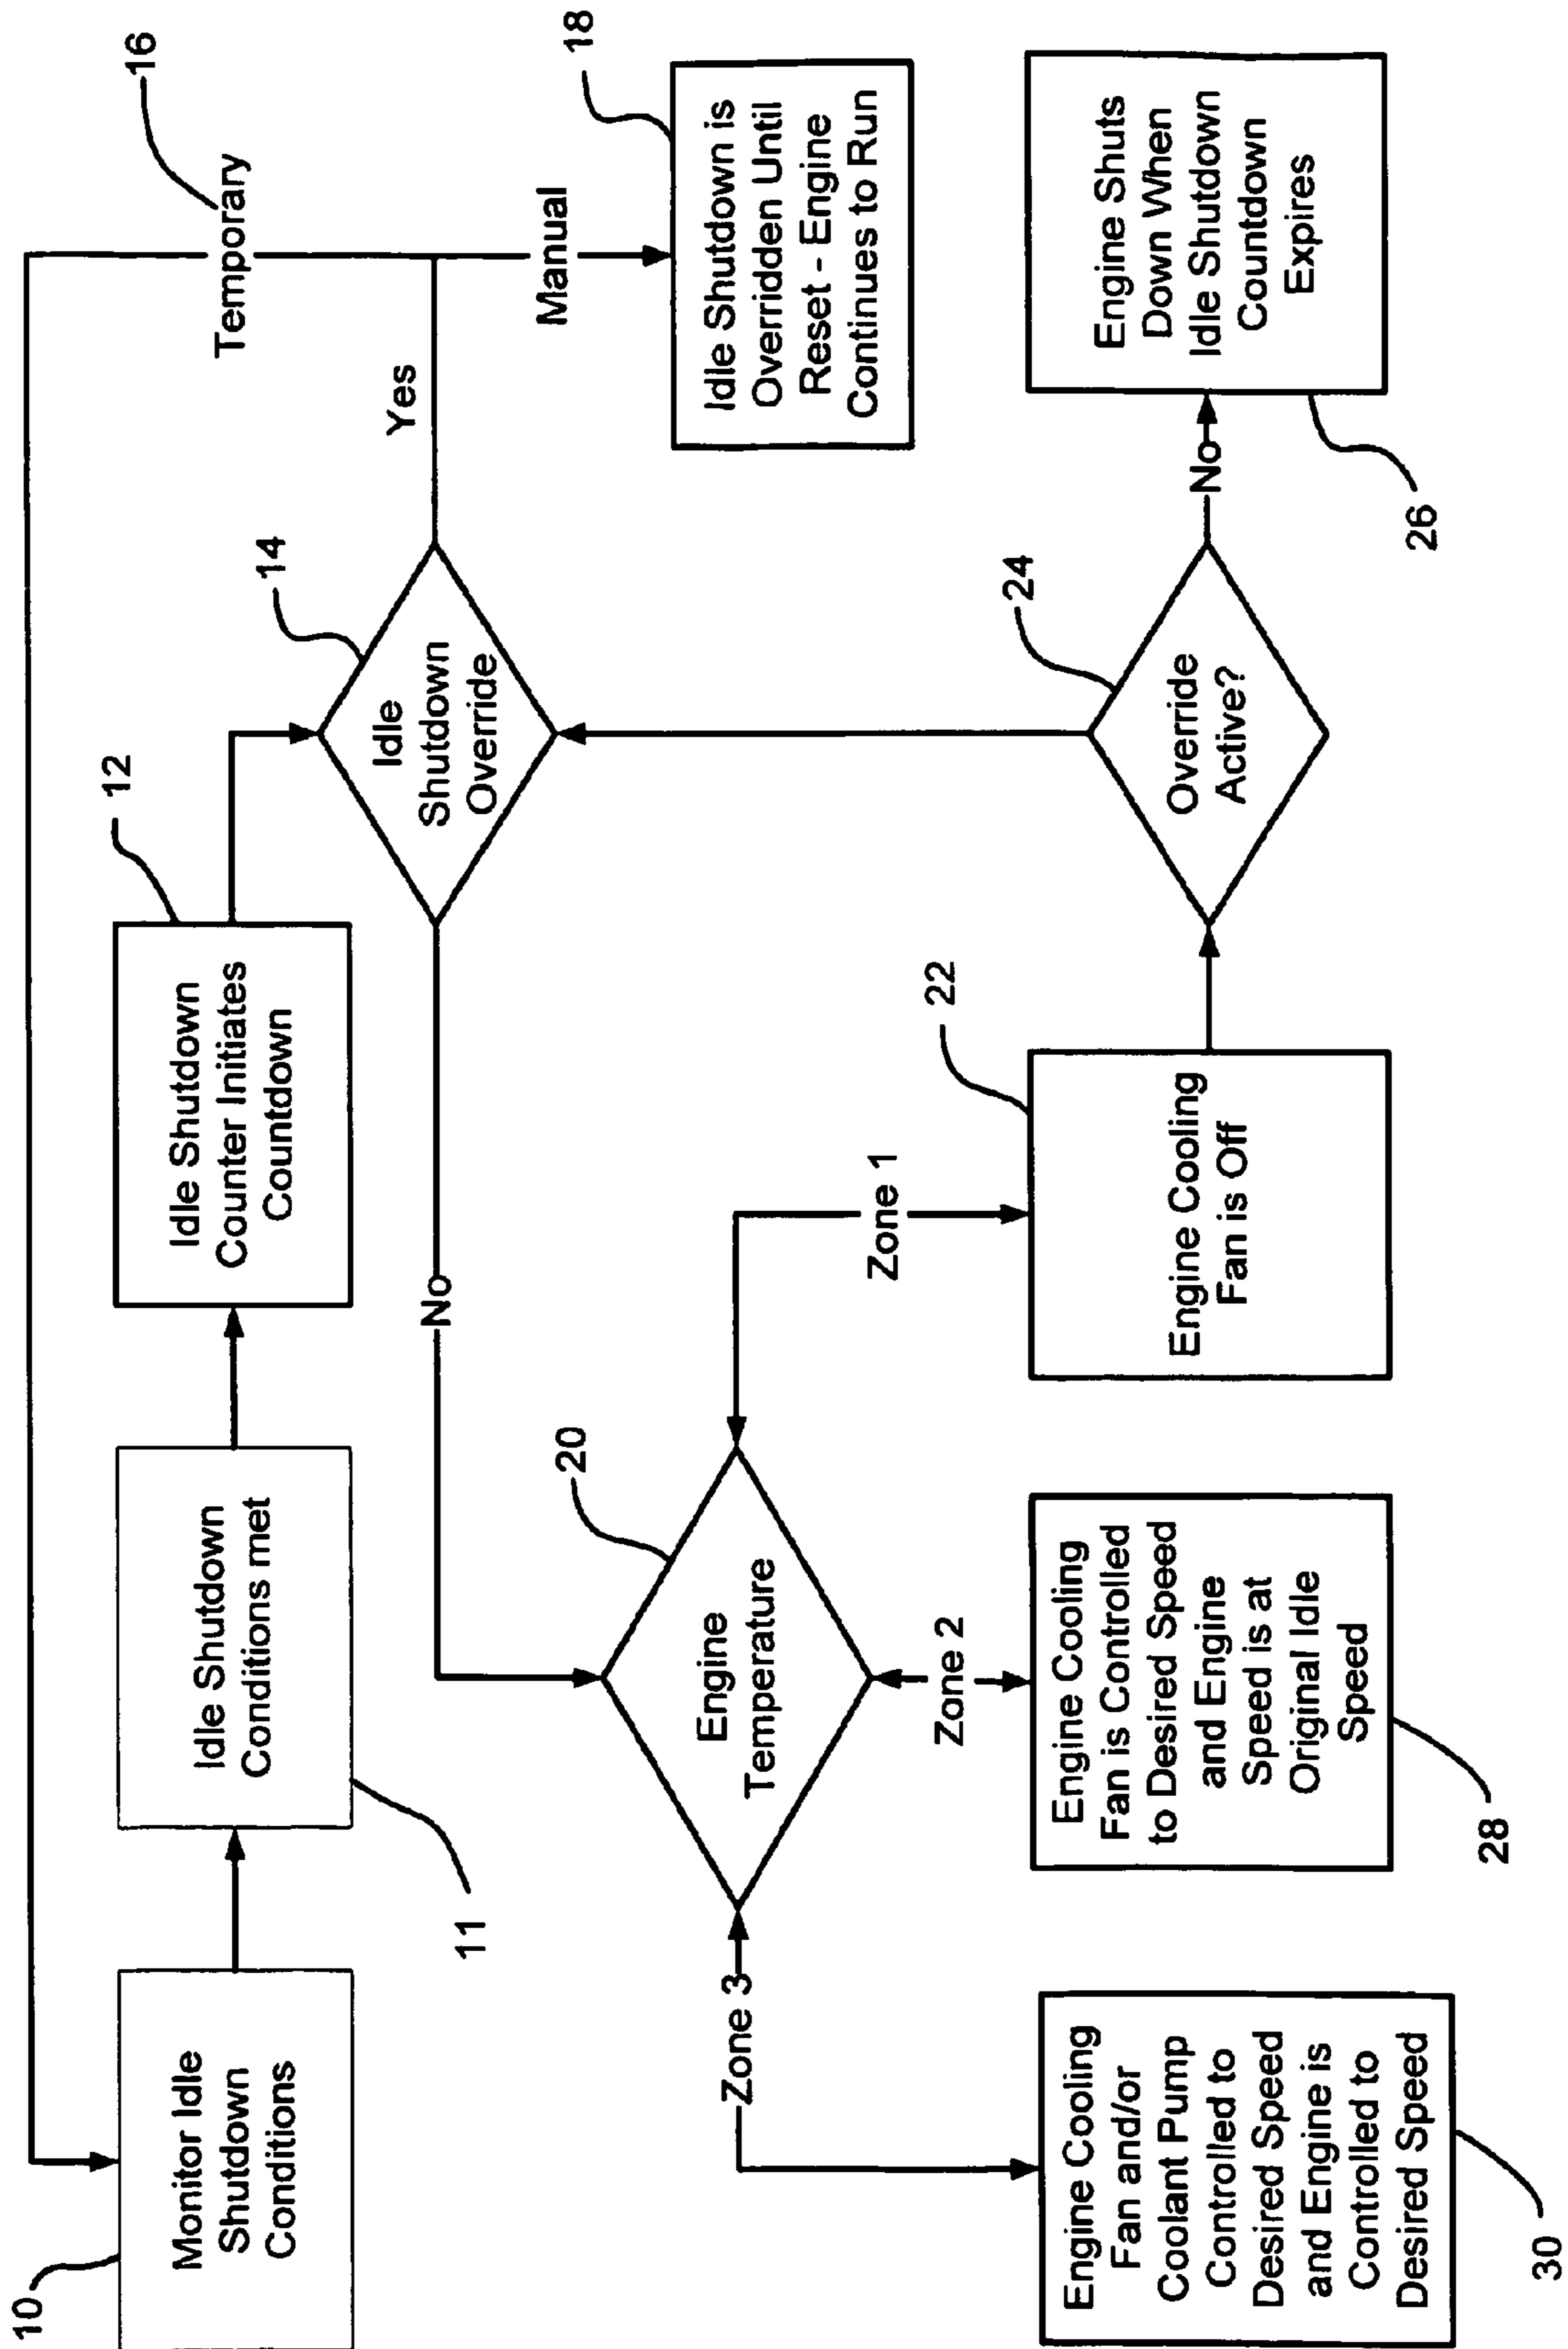 10
Monitor Idle
Shutdown
Conditions
11
Idle Shutdown
Conditions met
12
Idle Shutdown
Counter Initiates
Countdown
14
Idle
Shutdown
Override
Yes
Temporary
16
Manual
18
Idle Shutdown is
Overridden Until
Reset - Engine
Continues to Run
No
20
Engine
Temperature
Zone 3
Zone 2
Zone 1
30
Engine Cooling
Fan and/or
Coolant Pump
Controlled to
Desired Speed
and Engine is
Controlled to
Desired Speed
28
Engine Cooling
Fan is Controlled
to Desired Speed
and Engine
Speed is at
Original Idle
Speed
22
Engine Cooling
Fan is Off
24
Override
Active?
No
26
Engine Shuts
Down When
Idle Shutdown
Countdown
Expires